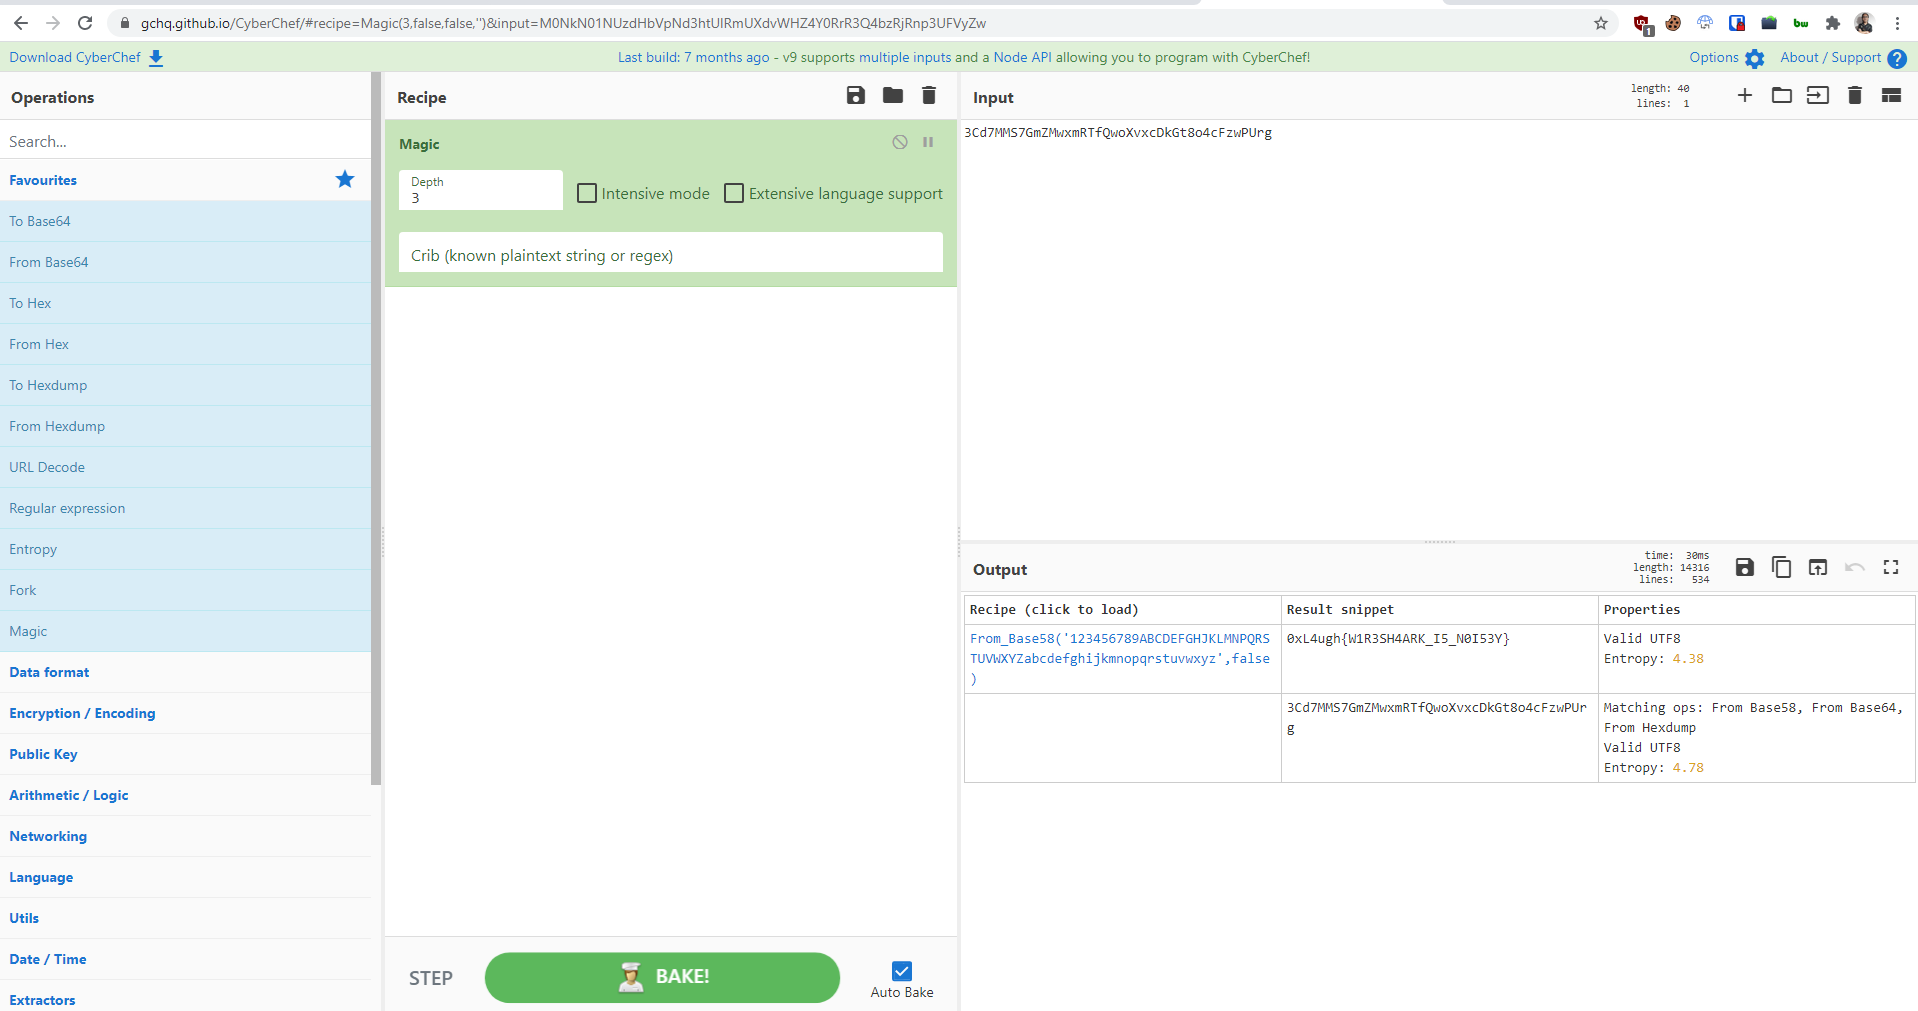 gchq.github.io/CyberChef/#recipe=Magic(3,false,false,'')&input=M0NkN01NUzdHbVpNd3htUlRmUXdvWHZ4Y0RrR3Q4bzRjRnp3UFVyZw
1
bw
Download CyberChef
Last build: 7 months ago - v9 supports multiple inputs and a Node API allowing you to program with CyberChef!
Options
About / Support
?
Operations
Search...
Favourites
To Base64
From Base64
To Hex
From Hex
To Hexdump
From Hexdump
URL Decode
Regular expression
Entropy
Fork
Magic
Data format
Encryption / Encoding
Public Key
Arithmetic / Logic
Networking
Language
Utils
Date / Time
Extractors
Recipe
Magic
Depth
3
Intensive mode
Extensive language support
Crib (known plaintext string or regex)
STEP
BAKE!
Auto Bake
Input
length: 40
lines: 1
3Cd7MMS7GmZMwxmRTfQwoXvxcDkGt8o4cFzwPUrg
Output
time: 30ms
length: 14316
lines: 534
Recipe (click to load)
Result snippet
Properties
From_Base58('123456789ABCDEFGHJKLMNPQRS
TUVWXYZabcdefghijkmnopqrstuvwxyz',false
)
0xL4ugh{W1R3SH4ARK_I5_N0I53Y}
Valid UTF8
Entropy: 4.38
3Cd7MMS7GmZMwxmRTfQwoXvxcDkGt8o4cFzwPUr
g
Matching ops: From Base58, From Base64,
From Hexdump
Valid UTF8
Entropy: 4.78